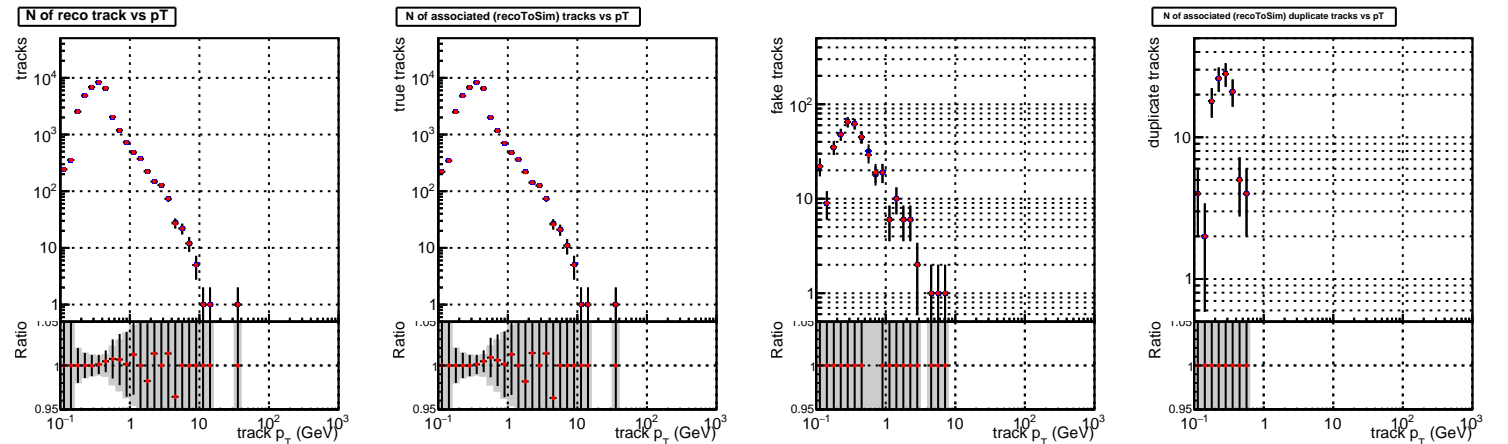 N of reco track vs pT
tracks
10^4
10^3
10^2
10
1
Ratio
1.05
1
0.95
10^-1 1 10 10^2 10^3
track p_T (GeV)
N of associated (recoToSim) tracks vs pT
true tracks
10^4
10^3
10^2
10
1
Ratio
1.05
1
0.95
10^-1 1 10 10^2 10^3
track p_T (GeV)
fake tracks
10^2
10
1
Ratio
1.05
1
0.95
10^-1 1 10 10^2 10^3
track p_T (GeV)
N of associated (recoToSim) duplicate tracks vs pT
duplicate tracks
10
1
Ratio
1.05
1
0.95
10^-1 1 10 10^2 10^3
track p_T (GeV)